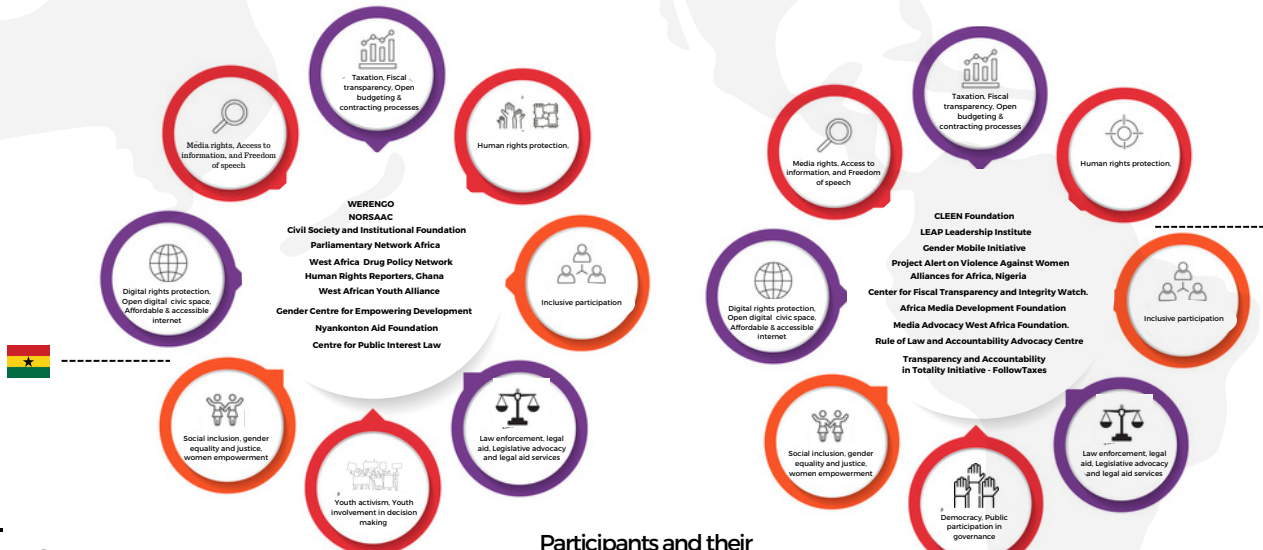 Taxation, Fiscal
transparency, Open
budgeting &
contracting processes
Media rights, Access to
information, and Freedom
of speech
Human rights protection,
WERENGO
NORSAAC
Civil Society and Institutional Foundation
Parliamentary Network Africa
West Africa Drug Policy Network
Human Rights Reporters, Ghana
West African Youth Alliance
Gender Centre for Empowering Development
Nyankonton Aid Foundation
Centre for Public Interest Law
Digital rights protection,
Open digital civic space,
Affordable & accessible
internet
Inclusive participation
Social inclusion, gender
equality and justice,
women empowerment
Law enforcement, legal
aid, Legislative advocacy
and legal aid services
Youth activism, Youth
involvement in decision
making
Taxation, Fiscal
transparency, Open
budgeting &
contracting processes
Media rights, Access to
information, and Freedom
of speech
Human rights protection,
CLEEN Foundation
LEAP Leadership Institute
Gender Mobile Initiative
Project Alert on Violence Against Women
Alliances for Africa, Nigeria
Center for Fiscal Transparency and Integrity Watch.
Africa Media Development Foundation
Media Advocacy West Africa Foundation.
Rule of Law and Accountability Advocacy Centre
Transparency and Accountability
in Totality Initiative - FollowTaxes
Digital rights protection,
Open digital civic space,
Affordable & accessible
internet
Inclusive participation
Social inclusion, gender
equality and justice,
women empowerment
Law enforcement, legal
aid, Legislative advocacy
and legal aid services
Democracy, Public
participation in
governance
Participants and their